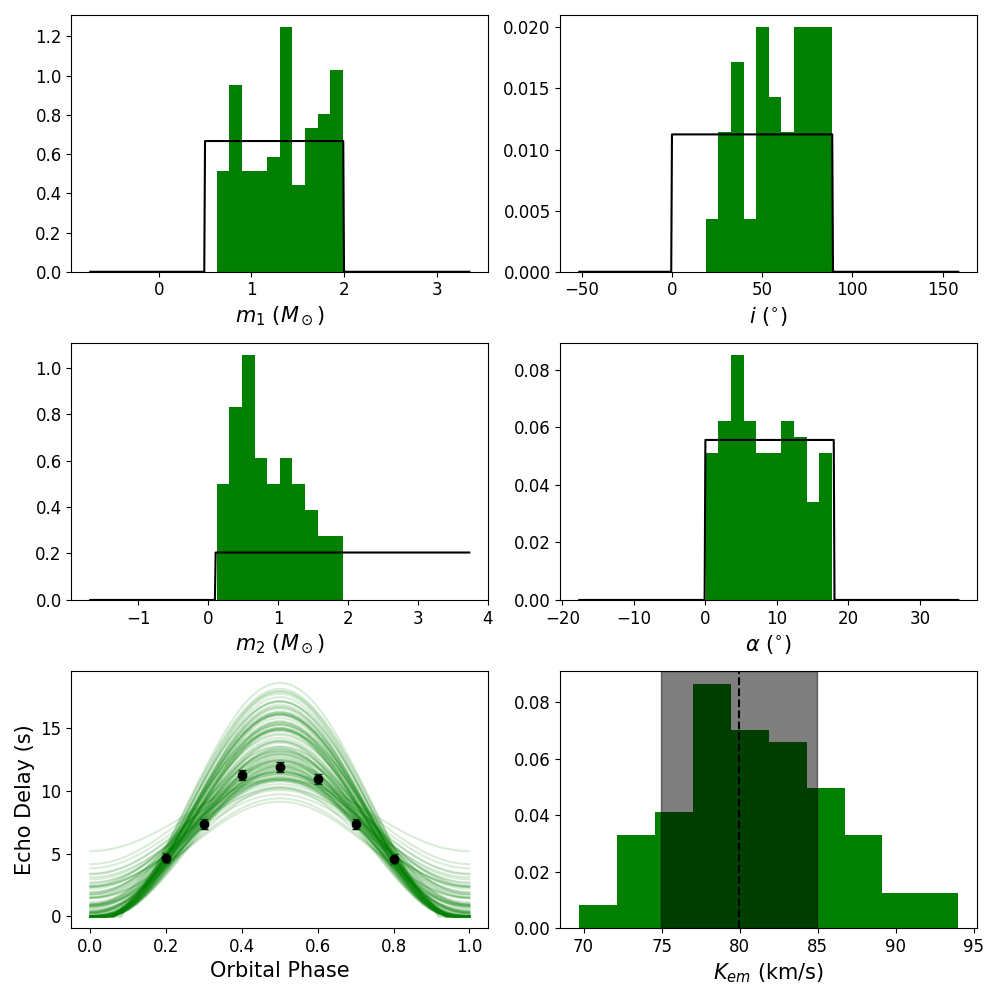 1.2
1.0
0.8
0.6
0.4
0.2
0.0
0 1 2 3
m₁ (M⊙)
0.020
0.015
0.010
0.005
0.000
−50 0 50 100 150
i (°)
1.0
0.8
0.6
0.4
0.2
0.0
−1 0 1 2 3 4
m₂ (M⊙)
0.08
0.06
0.04
0.02
0.00
−20 −10 0 10 20 30
α (°)
Echo Delay (s)
15
10
5
0
0.0 0.2 0.4 0.6 0.8 1.0
Orbital Phase
0.08
0.06
0.04
0.02
0.00
70 75 80 85 90 95
K_em (km/s)